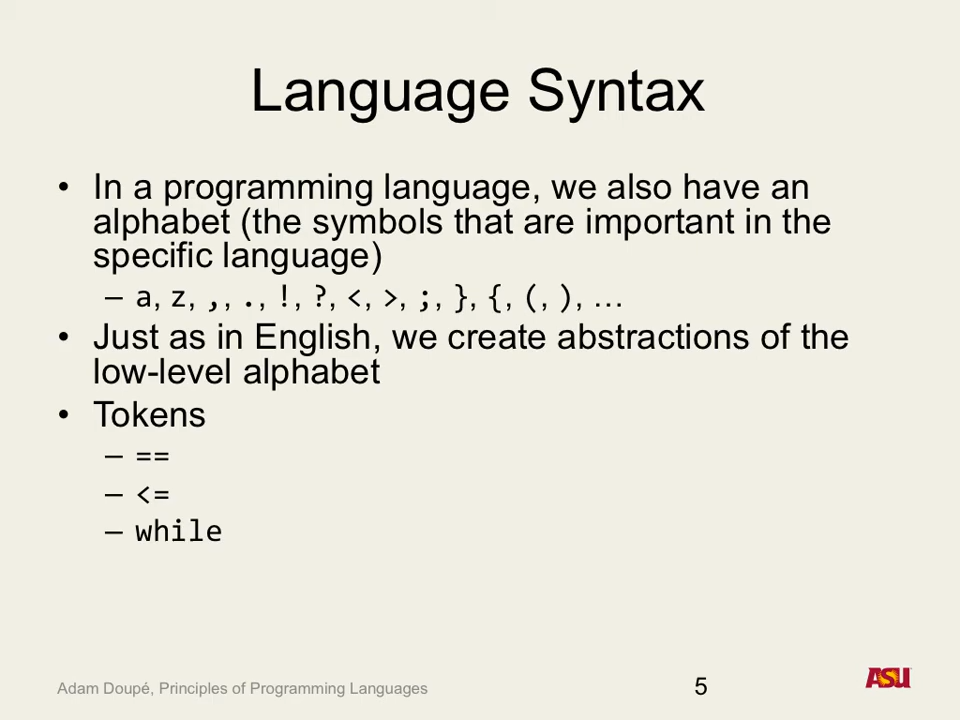 Language Syntax
• In a programming language, we also have an
alphabet (the symbols that are important in the
specific language)
– a, z, ,, ., !, ?, <, >, ;, }, {, (, ), …
• Just as in English, we create abstractions of the
low-level alphabet
• Tokens
– ==
– <=
– while
Adam Doupé, Principles of Programming Languages
5
ASU